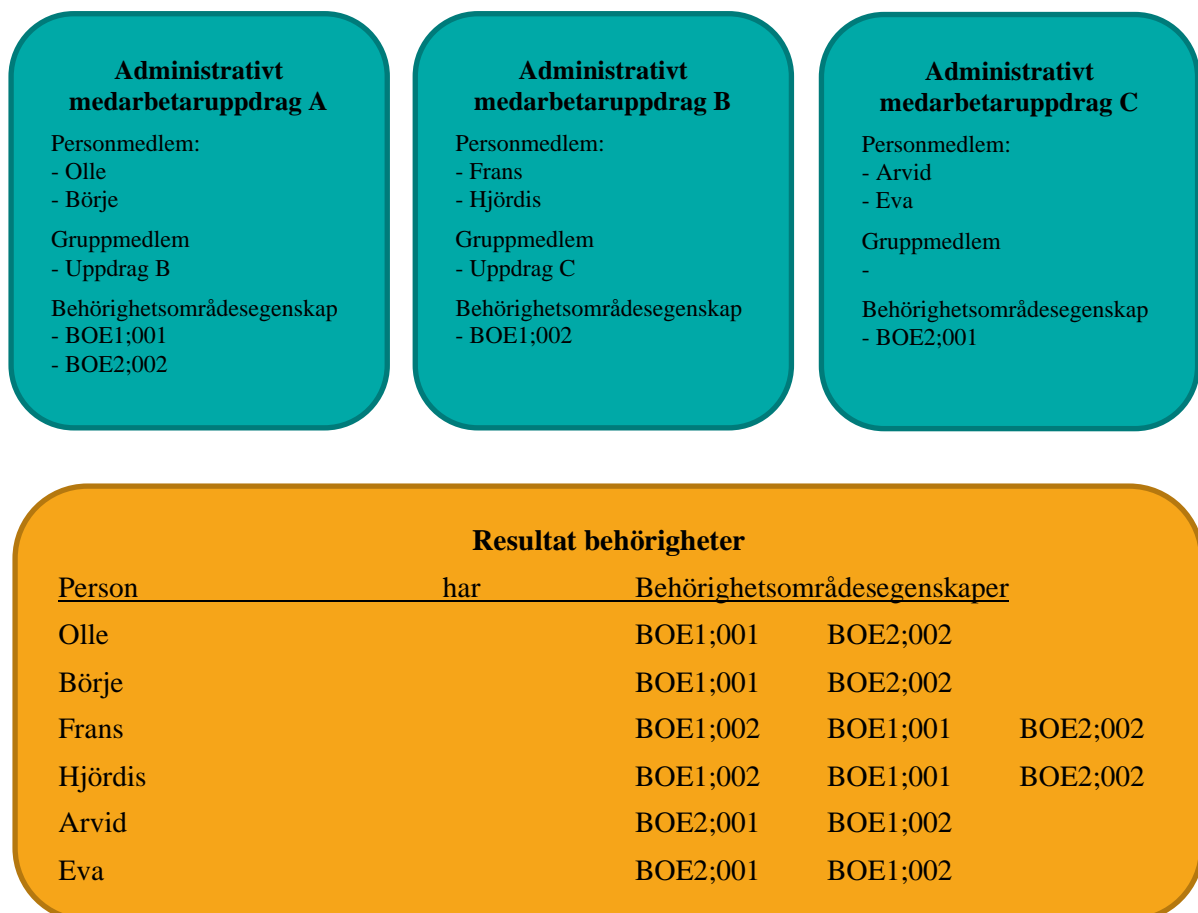 Administrativt
medarbetaruppdrag A
Personmedlem:
- Olle
- Börje
Gruppmedlem
- Uppdrag B
Behörighetsområdesegenskap
- BOE1;001
- BOE2;002
Administrativt
medarbetaruppdrag B
Personmedlem:
- Frans
- Hjördis
Gruppmedlem
- Uppdrag C
Behörighetsområdesegenskap
- BOE1;002
Administrativt
medarbetaruppdrag C
Personmedlem:
- Arvid
- Eva
Gruppmedlem
-
Behörighetsområdesegenskap
- BOE2;001
Resultat behörigheter
Person har Behörighetsområdesegenskaper
Olle BOE1;001 BOE2;002
Börje BOE1;001 BOE2;002
Frans BOE1;002 BOE1;001 BOE2;002
Hjördis BOE1;002 BOE1;001 BOE2;002
Arvid BOE2;001 BOE1;002
Eva BOE2;001 BOE1;002